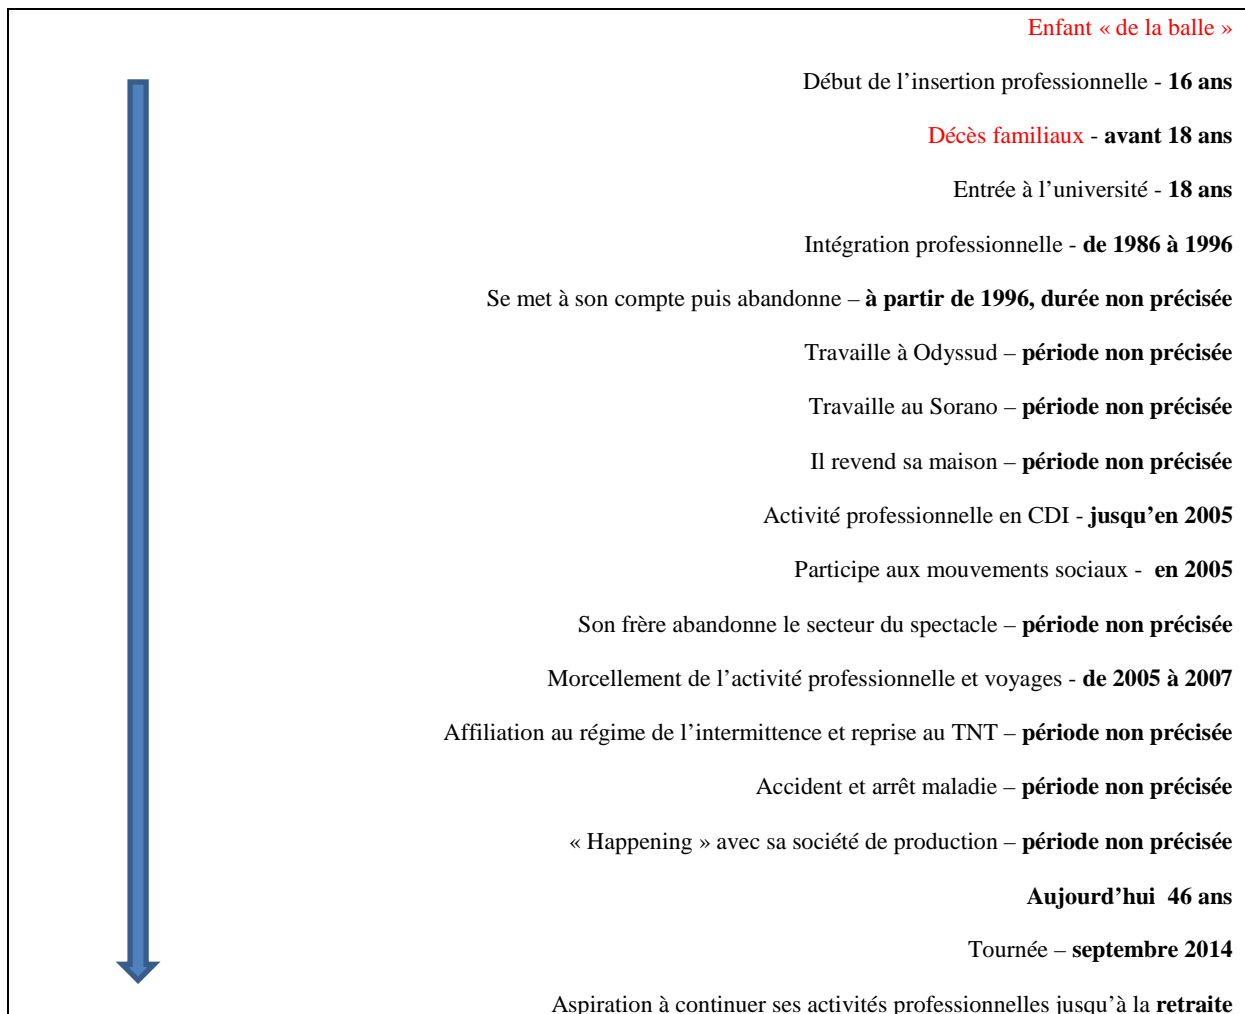 Enfant « de la balle »
Début de l’insertion professionnelle - 16 ans
Décès familiaux - avant 18 ans
Entrée à l’université - 18 ans
Intégration professionnelle - de 1986 à 1996
Se met à son compte puis abandonne – à partir de 1996, durée non précisée
Travaille à Odyssud – période non précisée
Travaille au Sorano – période non précisée
Il revend sa maison – période non précisée
Activité professionnelle en CDI - jusqu’en 2005
Participe aux mouvements sociaux - en 2005
Son frère abandonne le secteur du spectacle – période non précisée
Morcellement de l’activité professionnelle et voyages - de 2005 à 2007
Affiliation au régime de l’intermittence et reprise au TNT – période non précisée
Accident et arrêt maladie – période non précisée
« Happening » avec sa société de production – période non précisée
Aujourd’hui 46 ans
Tournée – septembre 2014
Aspiration à continuer ses activités professionnelles jusqu’à la retraite